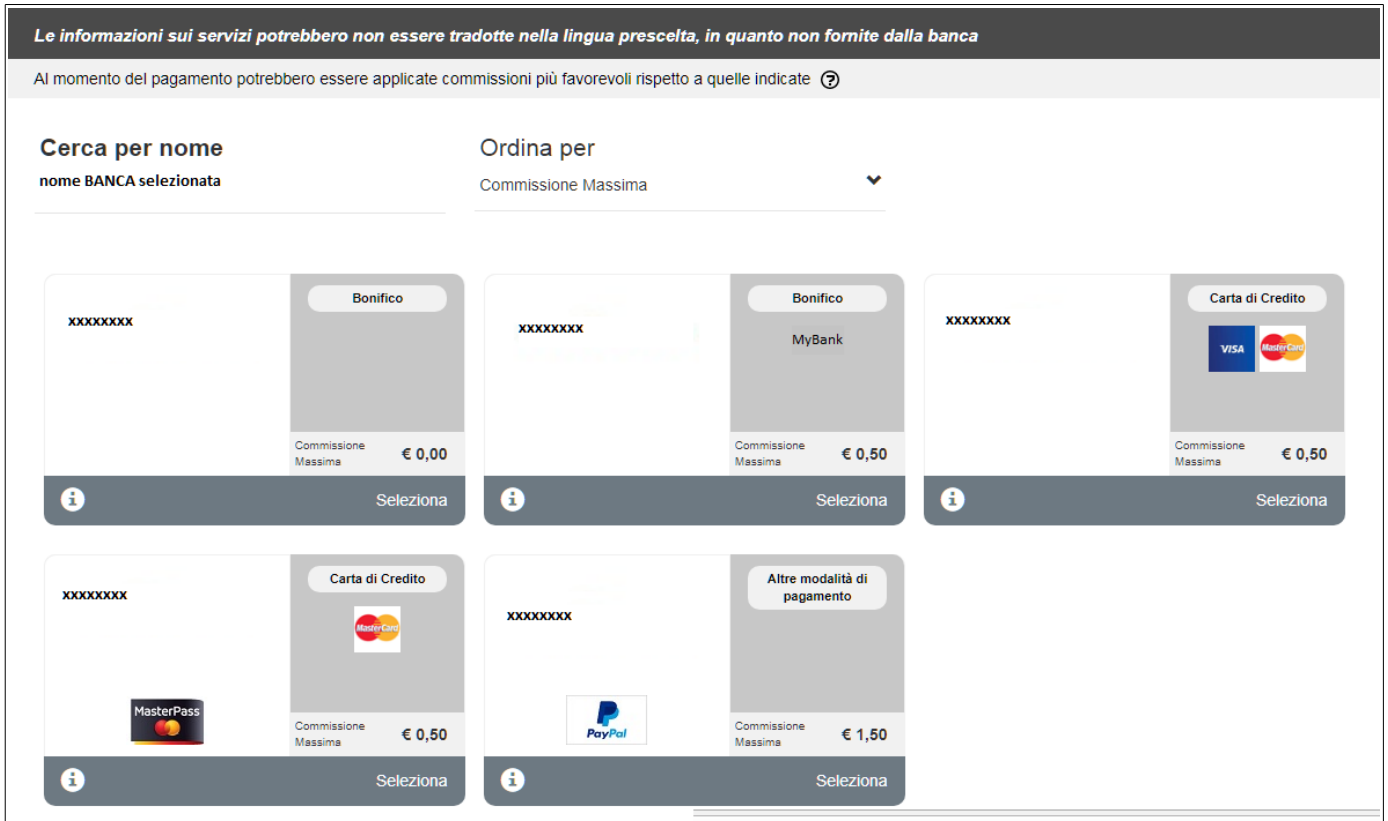 Le informazioni sui servizi potrebbero non essere tradotte nella lingua prescelta, in quanto non fornite dalla banca
Al momento del pagamento potrebbero essere applicate commissioni più favorevoli rispetto a quelle indicate ?
Cerca per nome
nome BANCA selezionata
Ordina per
Commissione Massima
xxxxxxxx
Bonifico
Commissione
Massima
€ 0,00
i
Seleziona
xxxxxxxx
Bonifico
MyBank
Commissione
Massima
€ 0,50
i
Seleziona
xxxxxxxx
Carta di Credito
VISA
MasterCard
Commissione
Massima
€ 0,50
i
Seleziona
xxxxxxxx
MasterPass
Carta di Credito
MasterCard
Commissione
Massima
€ 0,50
i
Seleziona
xxxxxxxx
PayPal
Altre modalità di
pagamento
Commissione
Massima
€ 1,50
i
Seleziona